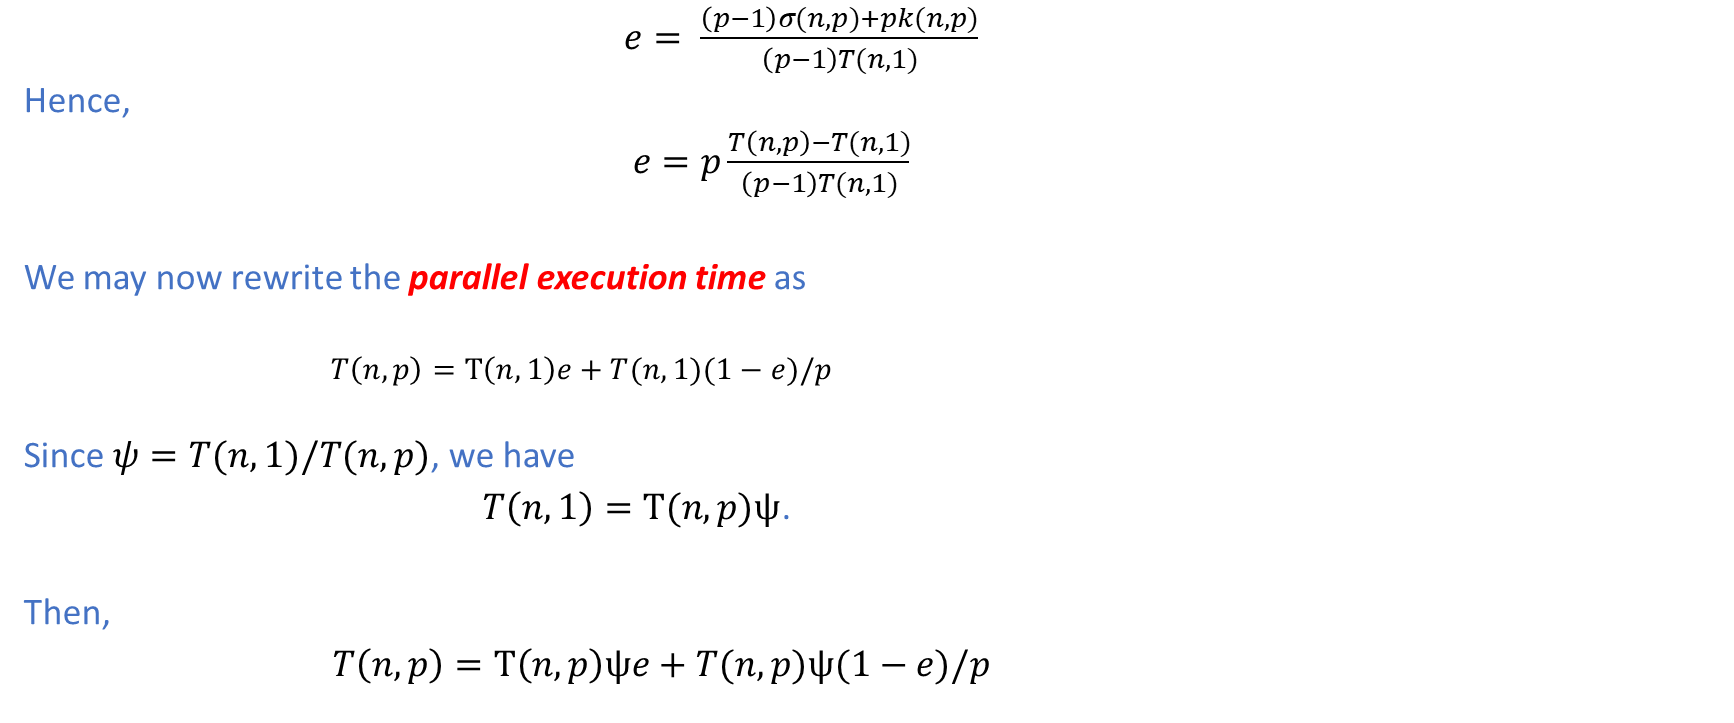 e = (p−1)σ(n,p)+pk(n,p) / (p−1)T(n,1)
Hence,
e = p T(n,p)−T(n,1) / (p−1)T(n,1)
We may now rewrite the parallel execution time as
T(n, p) = T(n, 1)e + T(n, 1)(1 − e)/p
Since ψ = T(n, 1)/T(n, p), we have
T(n, 1) = T(n, p)ψ.
Then,
T(n, p) = T(n, p)ψe + T(n, p)ψ(1 − e)/p